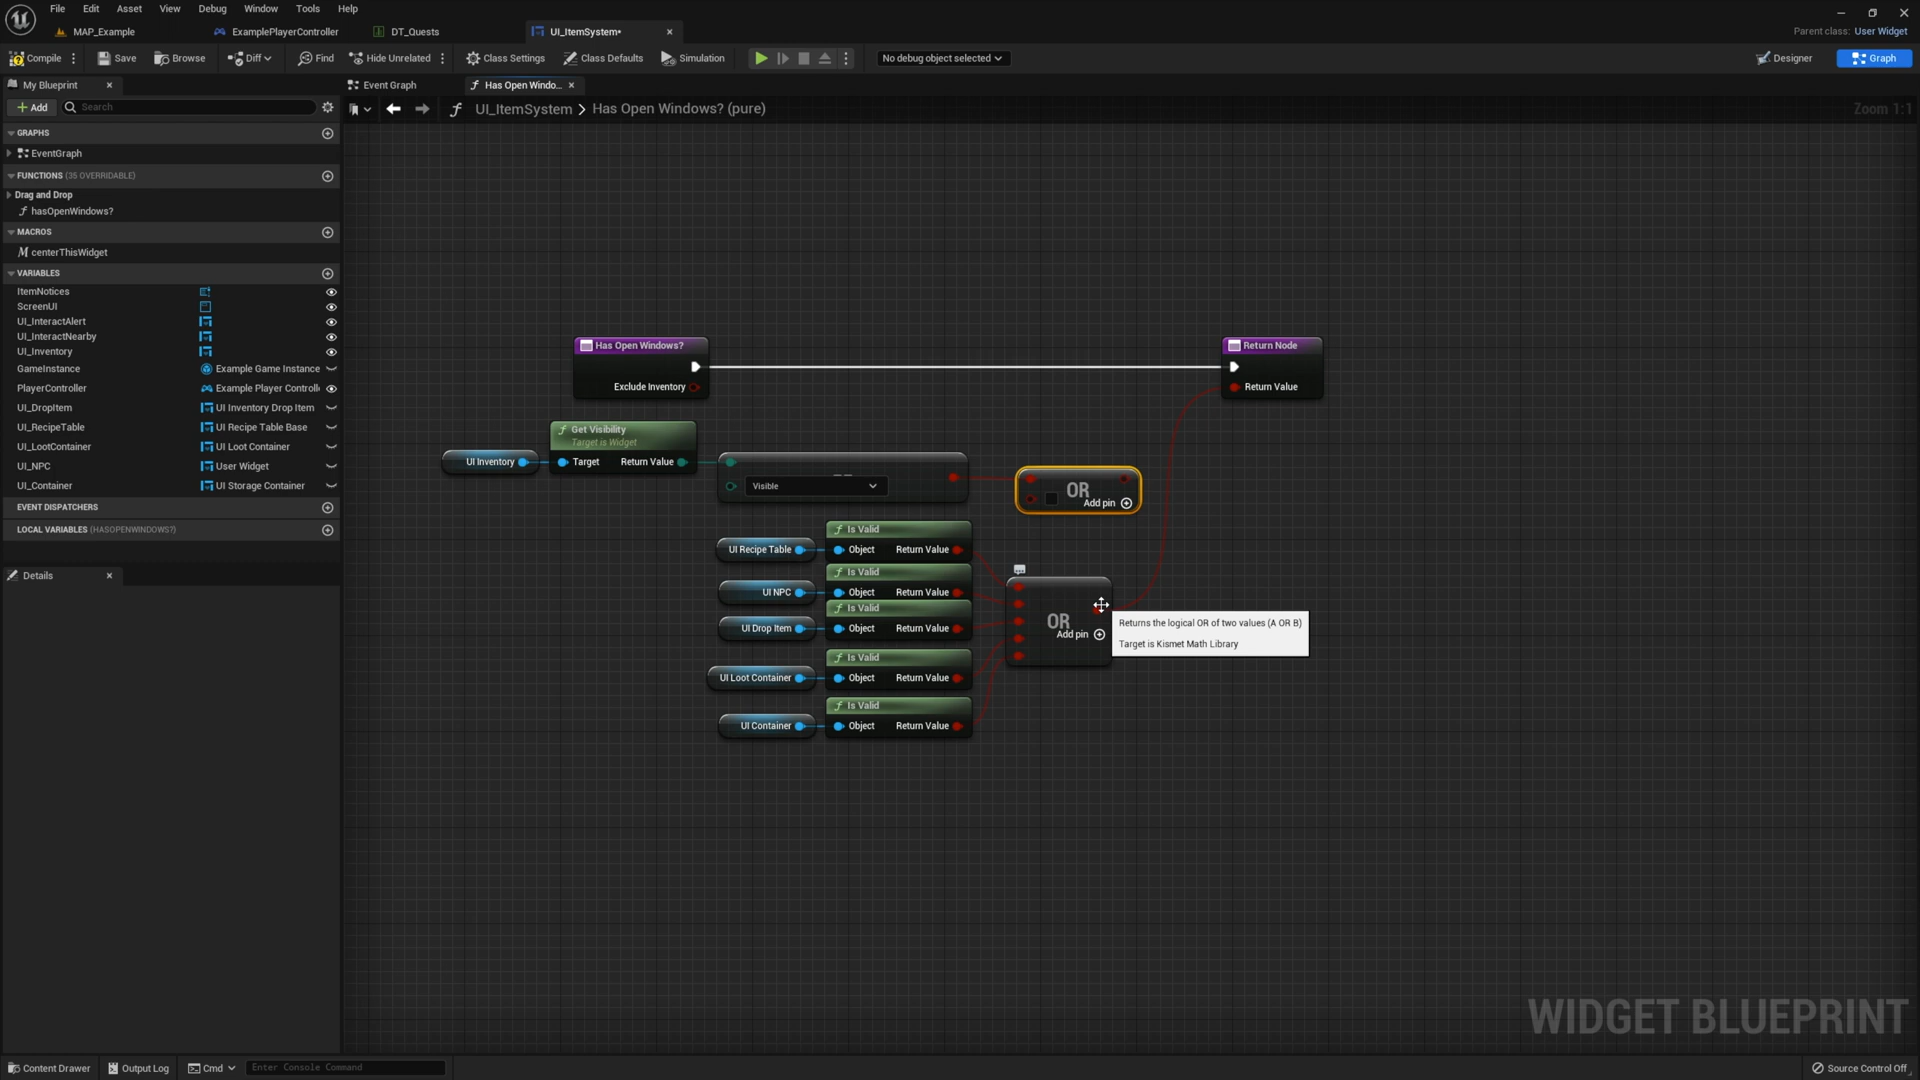 File Edit Asset View Debug Window Tools Help
MAP_Example ExamplePlayerController DT_Quests UI_ItemSystem•
Parent class: User Widget
Compile Save Browse Diff Find Hide Unrelated Class Settings Class Defaults Simulation No debug object selected Designer Graph
My Blueprint Event Graph Has Open Windo...
Add Search UI_ItemSystem > Has Open Windows? (pure) Zoom 1:1
GRAPHS
EventGraph
FUNCTIONS (35 OVERRIDABLE)
Drag and Drop
hasOpenWindows?
MACROS
centerThisWidget
VARIABLES
ItemNotices
ScreenUI
UI_InteractAlert
UI_InteractNearby
UI_Inventory
GameInstance Example Game Instance
PlayerController Example Player Controlle
UI_DropItem UI Inventory Drop Item
UI_RecipeTable UI Recipe Table Base
UI_LootContainer UI Loot Container
UI_NPC User Widget
UI_Container UI Storage Container
EVENT DISPATCHERS
LOCAL VARIABLES (HASOPENWINDOWS?)
Details
Has Open Windows?
Exclude Inventory
Return Node
Return Value
Get Visibility
Target is Widget
UI Inventory Target Return Value
Visible
OR
Add pin
Is Valid
UI Recipe Table Object Return Value
Is Valid
UI NPC Object Return Value
Is Valid
UI Drop Item Object Return Value
Is Valid
UI Loot Container Object Return Value
Is Valid
UI Container Object Return Value
OR
Add pin
Returns the logical OR of two values (A OR B)
Target is Kismet Math Library
WIDGET BLUEPRINT
Content Drawer Output Log Cmd Enter Console Command Source Control Off